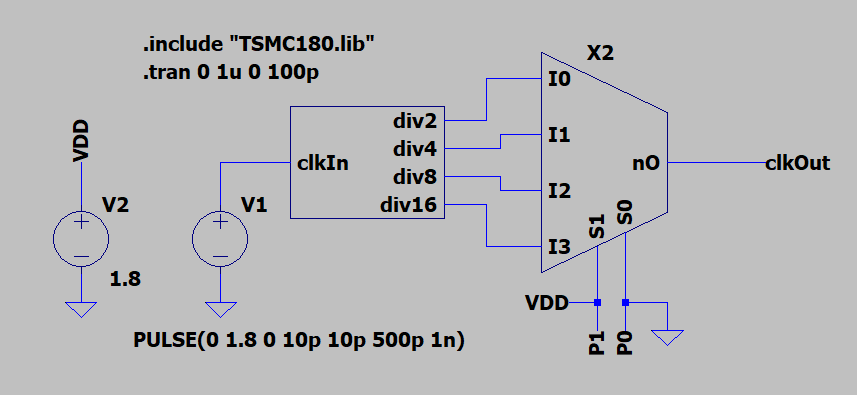 .include "TSMC180.lib"
.tran 0 1u 0 100p
X2
I0
I1
I2
I3
nO
S1
S0
clkOut
div2
div4
div8
div16
clkIn
VDD
V2
1.8
V1
PULSE(0 1.8 0 10p 10p 500p 1n)
VDD
P1
P0